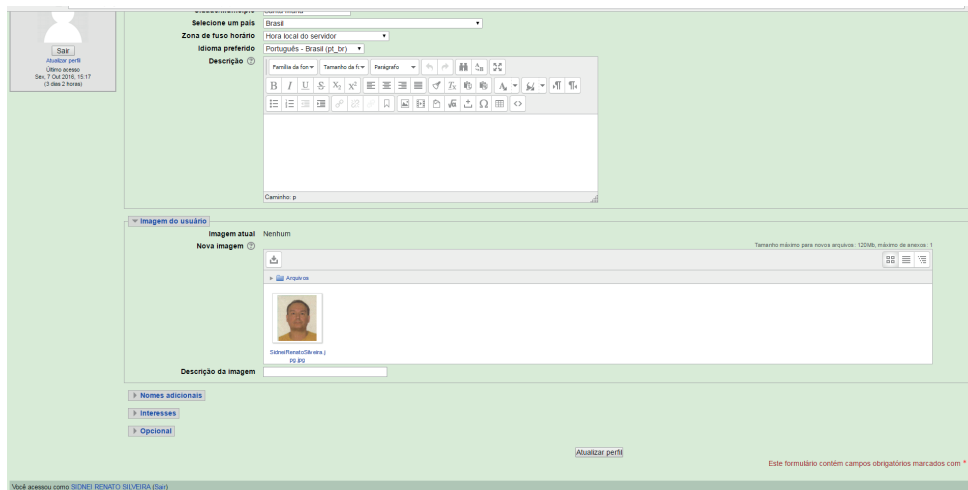 Santa Maria
Selecione um país Brasil
Zona de fuso horário Hora local do servidor
Idioma preferido Português - Brasil (pt_br)
Descrição
Família da fon Tamanho da fi Parágrafo
Caminho: p
Sair
Atualizar perfil
Último acesso
Sex, 7 Out 2016, 15:17
(3 dias 2 horas)
Imagem do usuário
Imagem atual Nenhum
Nova imagem
Tamanho máximo para novos arquivos: 120Mb, máximo de anexos: 1
Arquivos
SidneiRenatoSilveira.j
pg.jpg
Descrição da imagem
Nomes adicionais
Interesses
Opcional
Atualizar perfil
Este formulário contém campos obrigatórios marcados com *
Você acessou como SIDNEI RENATO SILVEIRA (Sair)